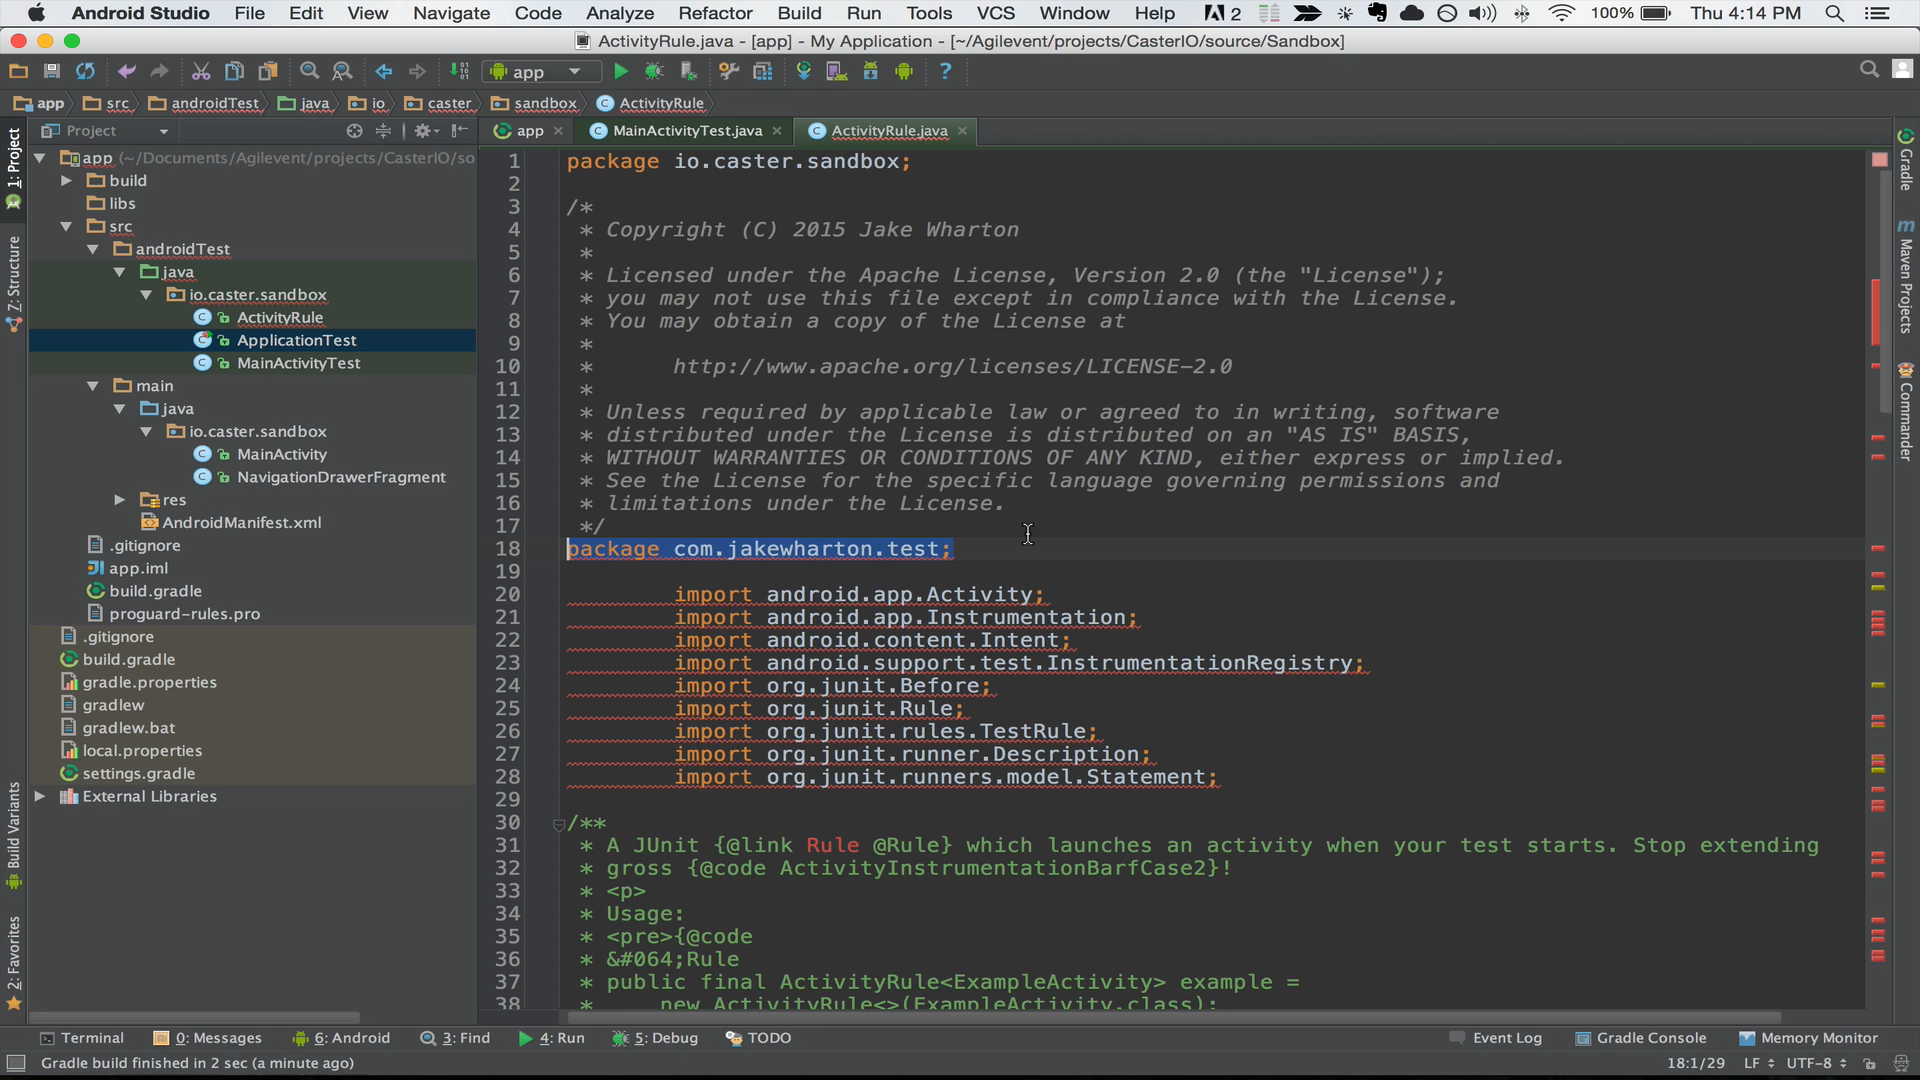 Android Studio File Edit View Navigate Code Analyze Refactor Build Run Tools VCS Window Help 2 100% Thu 4:14 PM
ActivityRule.java - [app] - My Application - [~/Agilevent/projects/CasterIO/source/Sandbox]
app
app src androidTest java io caster sandbox ActivityRule
Project
app MainActivityTest.java ActivityRule.java
1: Project
Z: Structure
Build Variants
2: Favorites
app (~/Documents/Agilevent/projects/CasterIO/so
build
libs
src
androidTest
java
io.caster.sandbox
ActivityRule
ApplicationTest
MainActivityTest
main
java
io.caster.sandbox
MainActivity
NavigationDrawerFragment
res
AndroidManifest.xml
.gitignore
app.iml
build.gradle
proguard-rules.pro
.gitignore
build.gradle
gradle.properties
gradlew
gradlew.bat
local.properties
settings.gradle
External Libraries
1 package io.caster.sandbox;
2
3 /*
4 * Copyright (C) 2015 Jake Wharton
5 *
6 * Licensed under the Apache License, Version 2.0 (the "License");
7 * you may not use this file except in compliance with the License.
8 * You may obtain a copy of the License at
9 *
10 * http://www.apache.org/licenses/LICENSE-2.0
11 *
12 * Unless required by applicable law or agreed to in writing, software
13 * distributed under the License is distributed on an "AS IS" BASIS,
14 * WITHOUT WARRANTIES OR CONDITIONS OF ANY KIND, either express or implied.
15 * See the License for the specific language governing permissions and
16 * limitations under the License.
17 */
18 package com.jakewharton.test;
19
20 import android.app.Activity;
21 import android.app.Instrumentation;
22 import android.content.Intent;
23 import android.support.test.InstrumentationRegistry;
24 import org.junit.Before;
25 import org.junit.Rule;
26 import org.junit.rules.TestRule;
27 import org.junit.runner.Description;
28 import org.junit.runners.model.Statement;
29
30 /**
31 * A JUnit {@link Rule @Rule} which launches an activity when your test starts. Stop extending
32 * gross {@code ActivityInstrumentationBarfCase2}!
33 * <p>
34 * Usage:
35 * <pre>{@code
36 * &#064;Rule
37 * public final ActivityRule<ExampleActivity> example =
38 * new ActivityRule<>(ExampleActivity.class);
Gradle
Maven Projects
Commander
Terminal 0: Messages 6: Android 3: Find 4: Run 5: Debug TODO Event Log Gradle Console Memory Monitor
Gradle build finished in 2 sec (a minute ago) 18:1/29 LF UTF-8